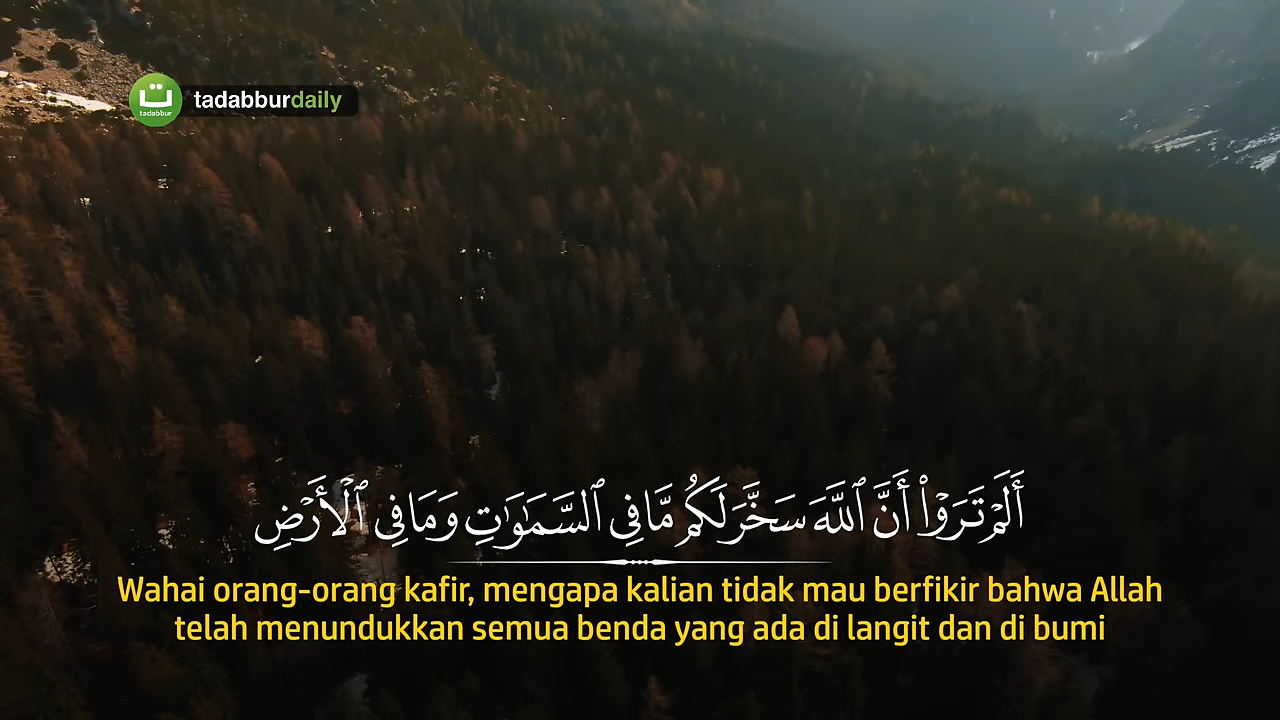 ت
tadabbur
tadabburdaily
أَلَمْ تَرَوْا۟ أَنَّ ٱللَّهَ سَخَّرَ لَكُم مَّا فِى ٱلسَّمَـٰوَٰتِ وَمَا فِى ٱلْأَرْضِ
Wahai orang-orang kafir, mengapa kalian tidak mau berfikir bahwa Allah
telah menundukkan semua benda yang ada di langit dan di bumi